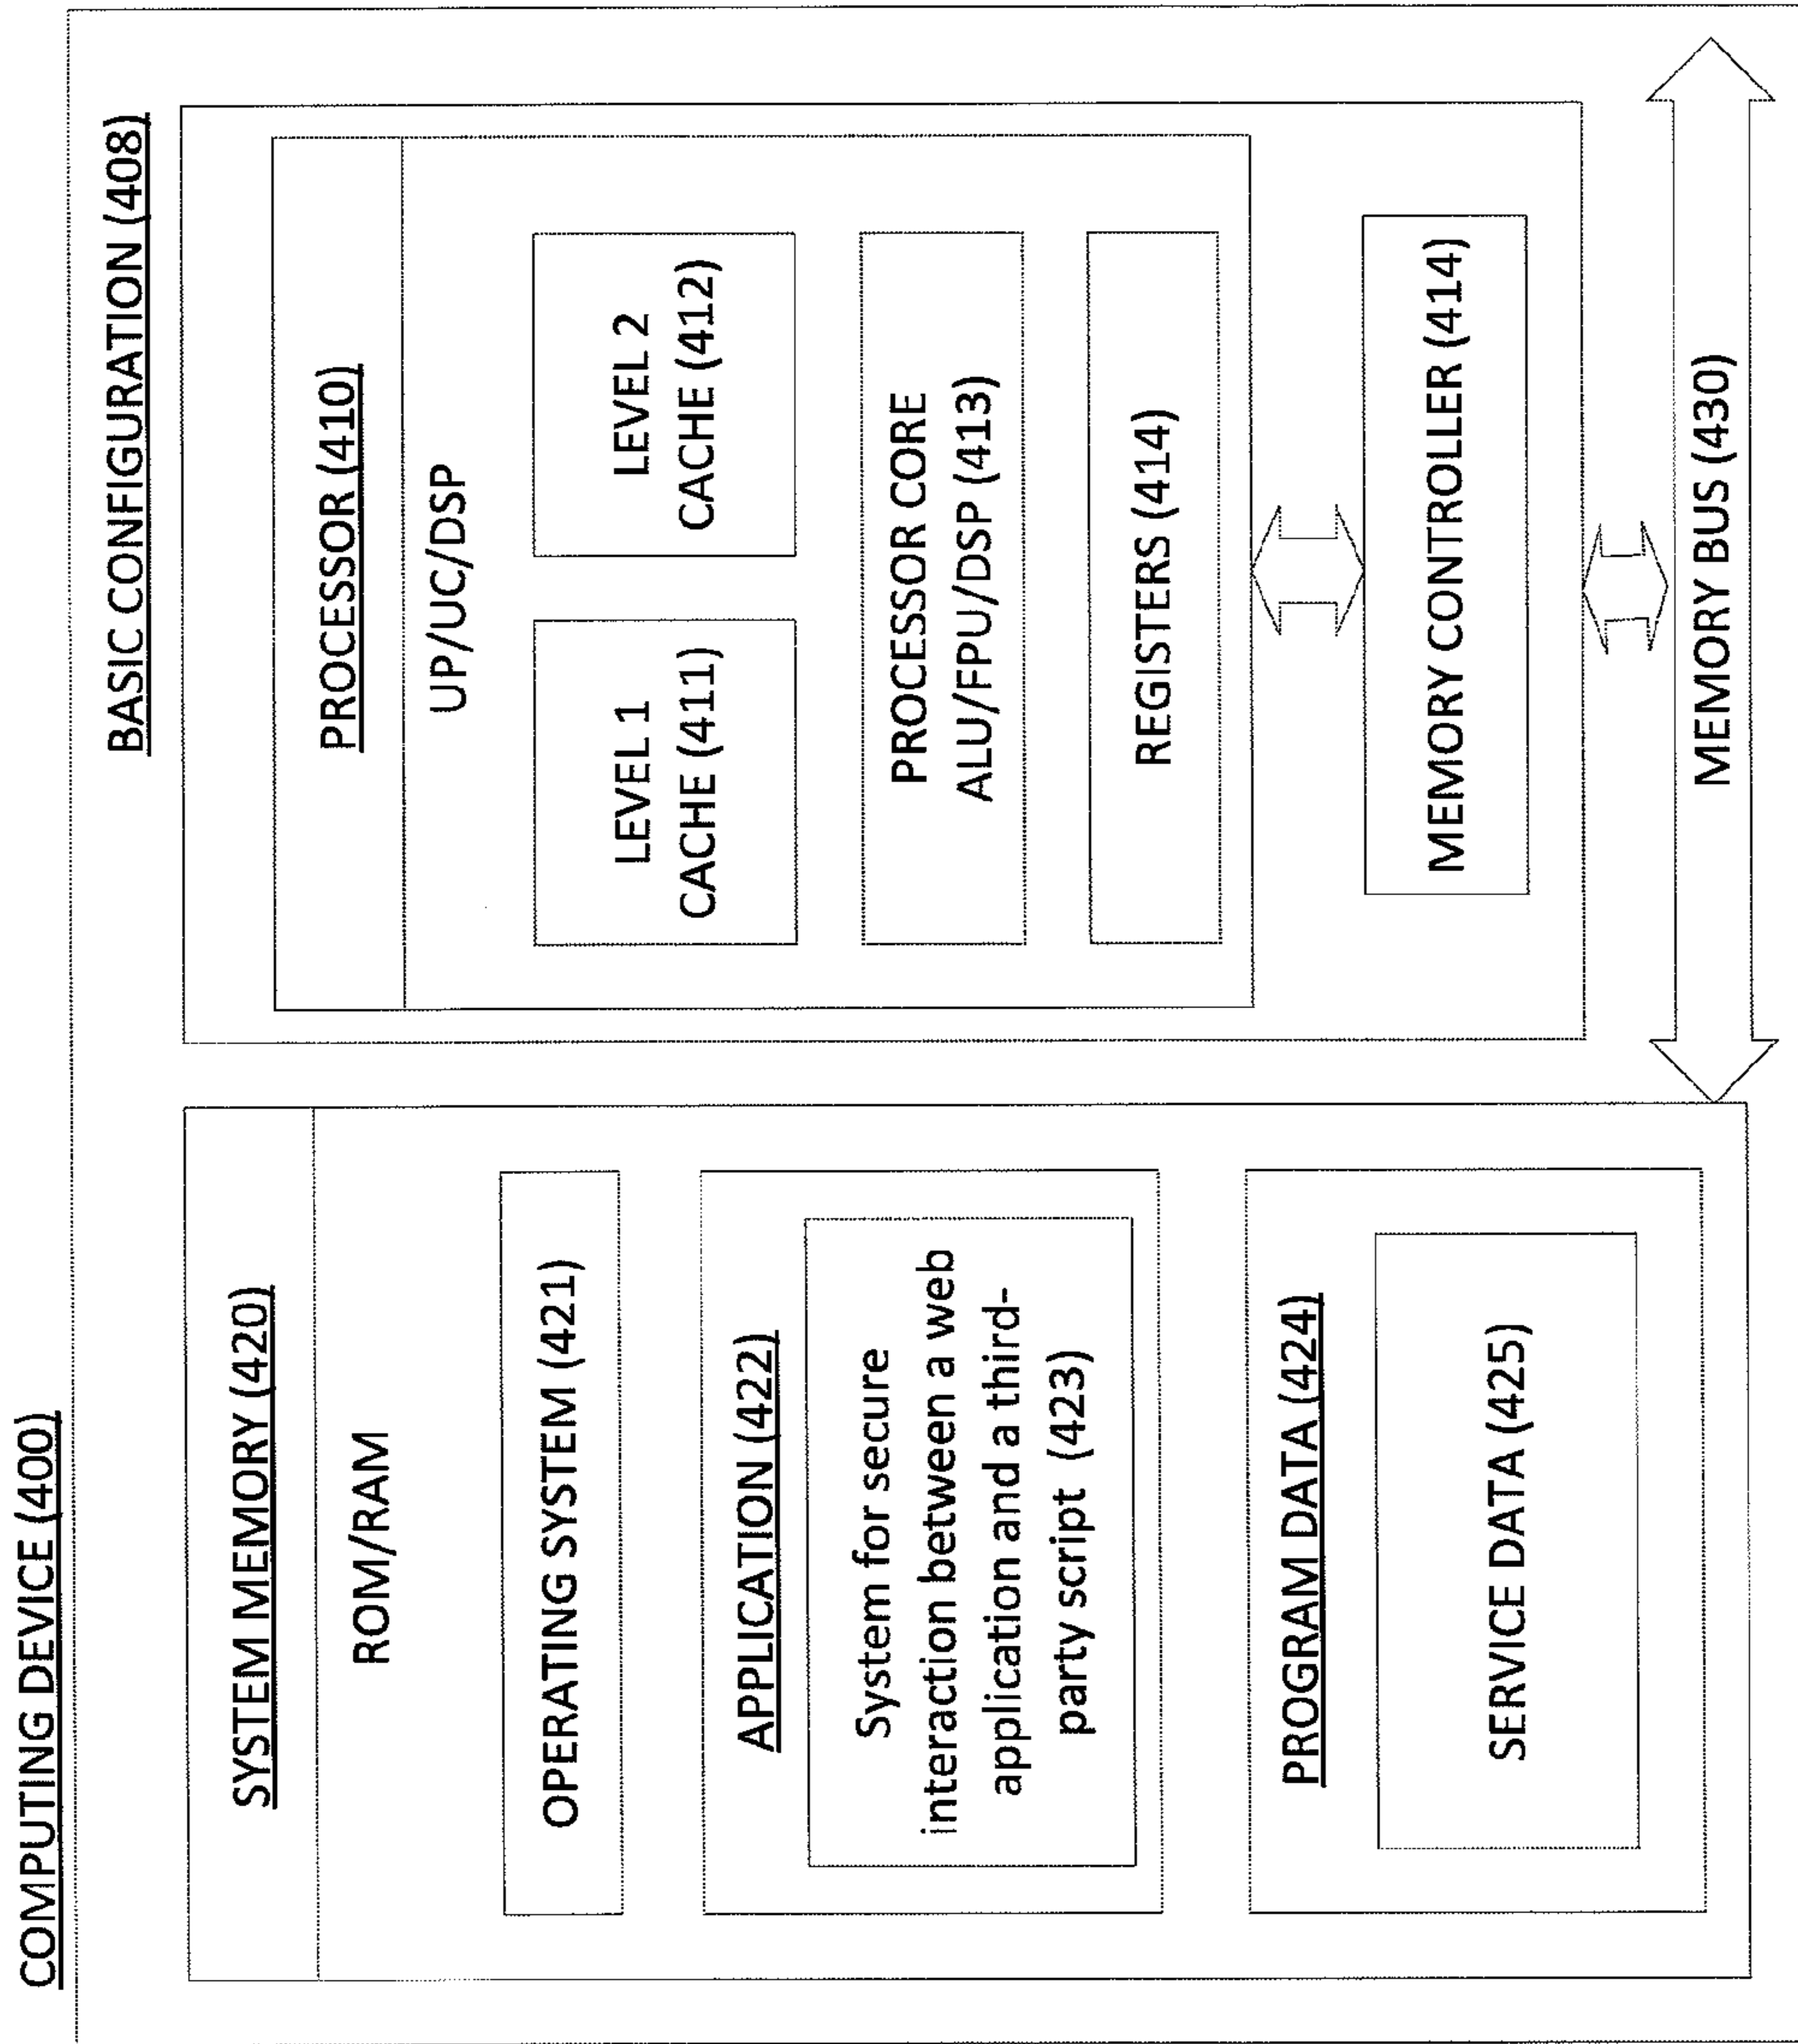 COMPUTING DEVICE (400)
SYSTEM MEMORY (420)
ROM/RAM
OPERATING SYSTEM (421)
APPLICATION (422)
System for secure
interaction between a web
application and a third-
party script (423)
PROGRAM DATA (424)
SERVICE DATA (425)
BASIC CONFIGURATION (408)
PROCESSOR (410)
UP/UC/DSP
LEVEL 1
CACHE (411)
LEVEL 2
CACHE (412)
PROCESSOR CORE
ALU/FPU/DSP (413)
REGISTERS (414)
MEMORY CONTROLLER (414)
MEMORY BUS (430)